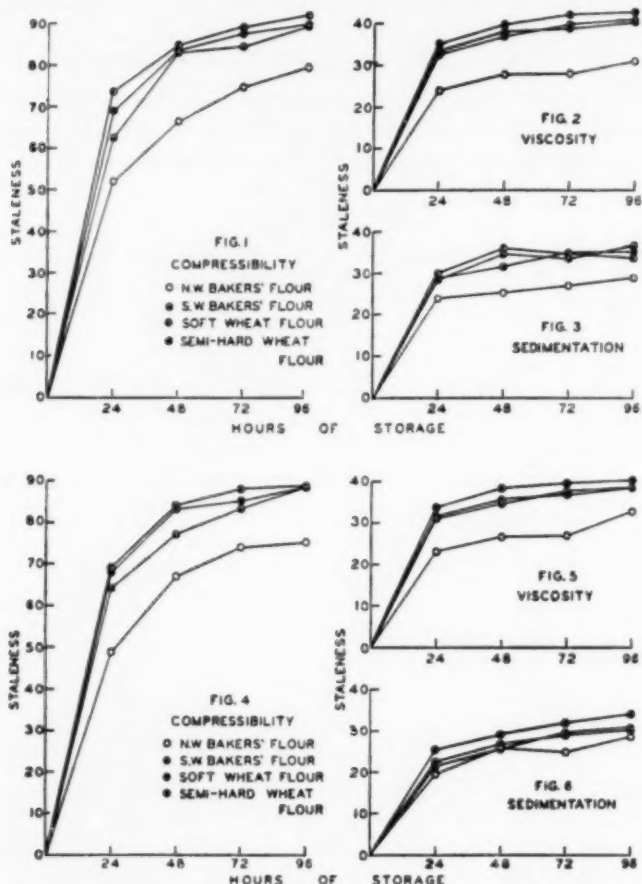 90
80
70
60
50
40
30
20
10
0
STALENESS
24
48
72
96
FIG. 1
COMPRESSIBILITY
N.W. BAKERS' FLOUR
S.W. BAKERS' FLOUR
SOFT WHEAT FLOUR
SEMI-HARD WHEAT
FLOUR
40
30
20
10
0
STALENESS
FIG. 2
VISCOSITY
24
48
72
96
40
30
20
10
0
STALENESS
FIG. 3
SEDIMENTATION
24
48
72
96
HOURS OF STORAGE
90
80
70
60
50
40
30
20
10
0
STALENESS
24
48
72
96
FIG. 4
COMPRESSIBILITY
N.W. BAKERS' FLOUR
S.W. BAKERS' FLOUR
SOFT WHEAT FLOUR
SEMI-HARD WHEAT
FLOUR
40
30
20
10
0
STALENESS
FIG. 5
VISCOSITY
24
48
72
96
30
20
10
0
STALENESS
FIG. 6
SEDIMENTATION
24
48
72
96
HOURS OF STORAGE